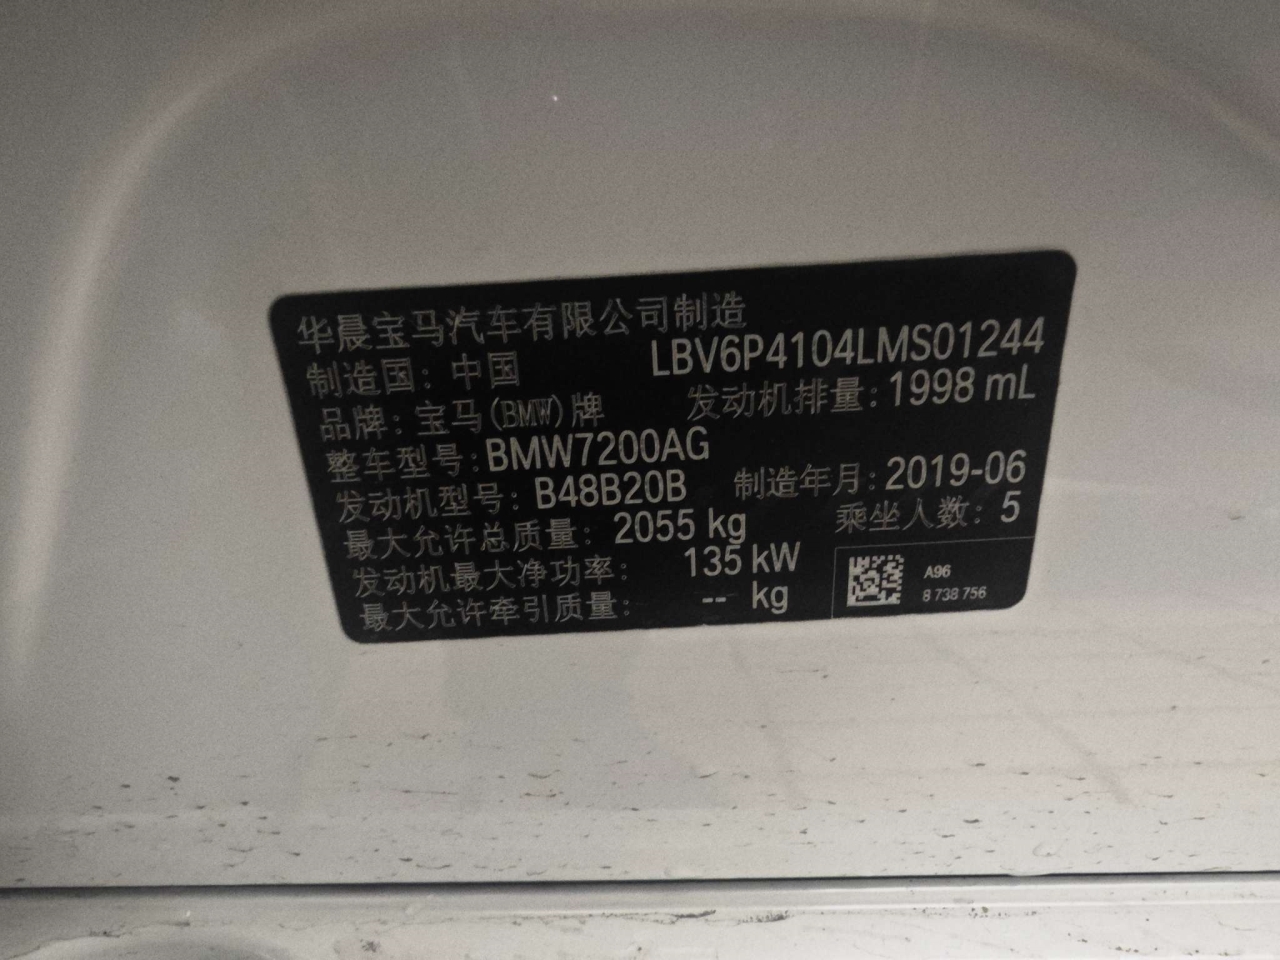 华晨宝马汽车有限公司制造
制造国：中国 LBV6P4104LMS01244
品牌：宝马(BMW)牌 发动机排量：1998 mL
整车型号：BMW7200AG
发动机型号：B48B20B 制造年月：2019-06
最大允许总质量：2055 kg 乘坐人数：5
发动机最大净功率：135 kW
最大允许牵引质量：-- kg
A96
8 738 756